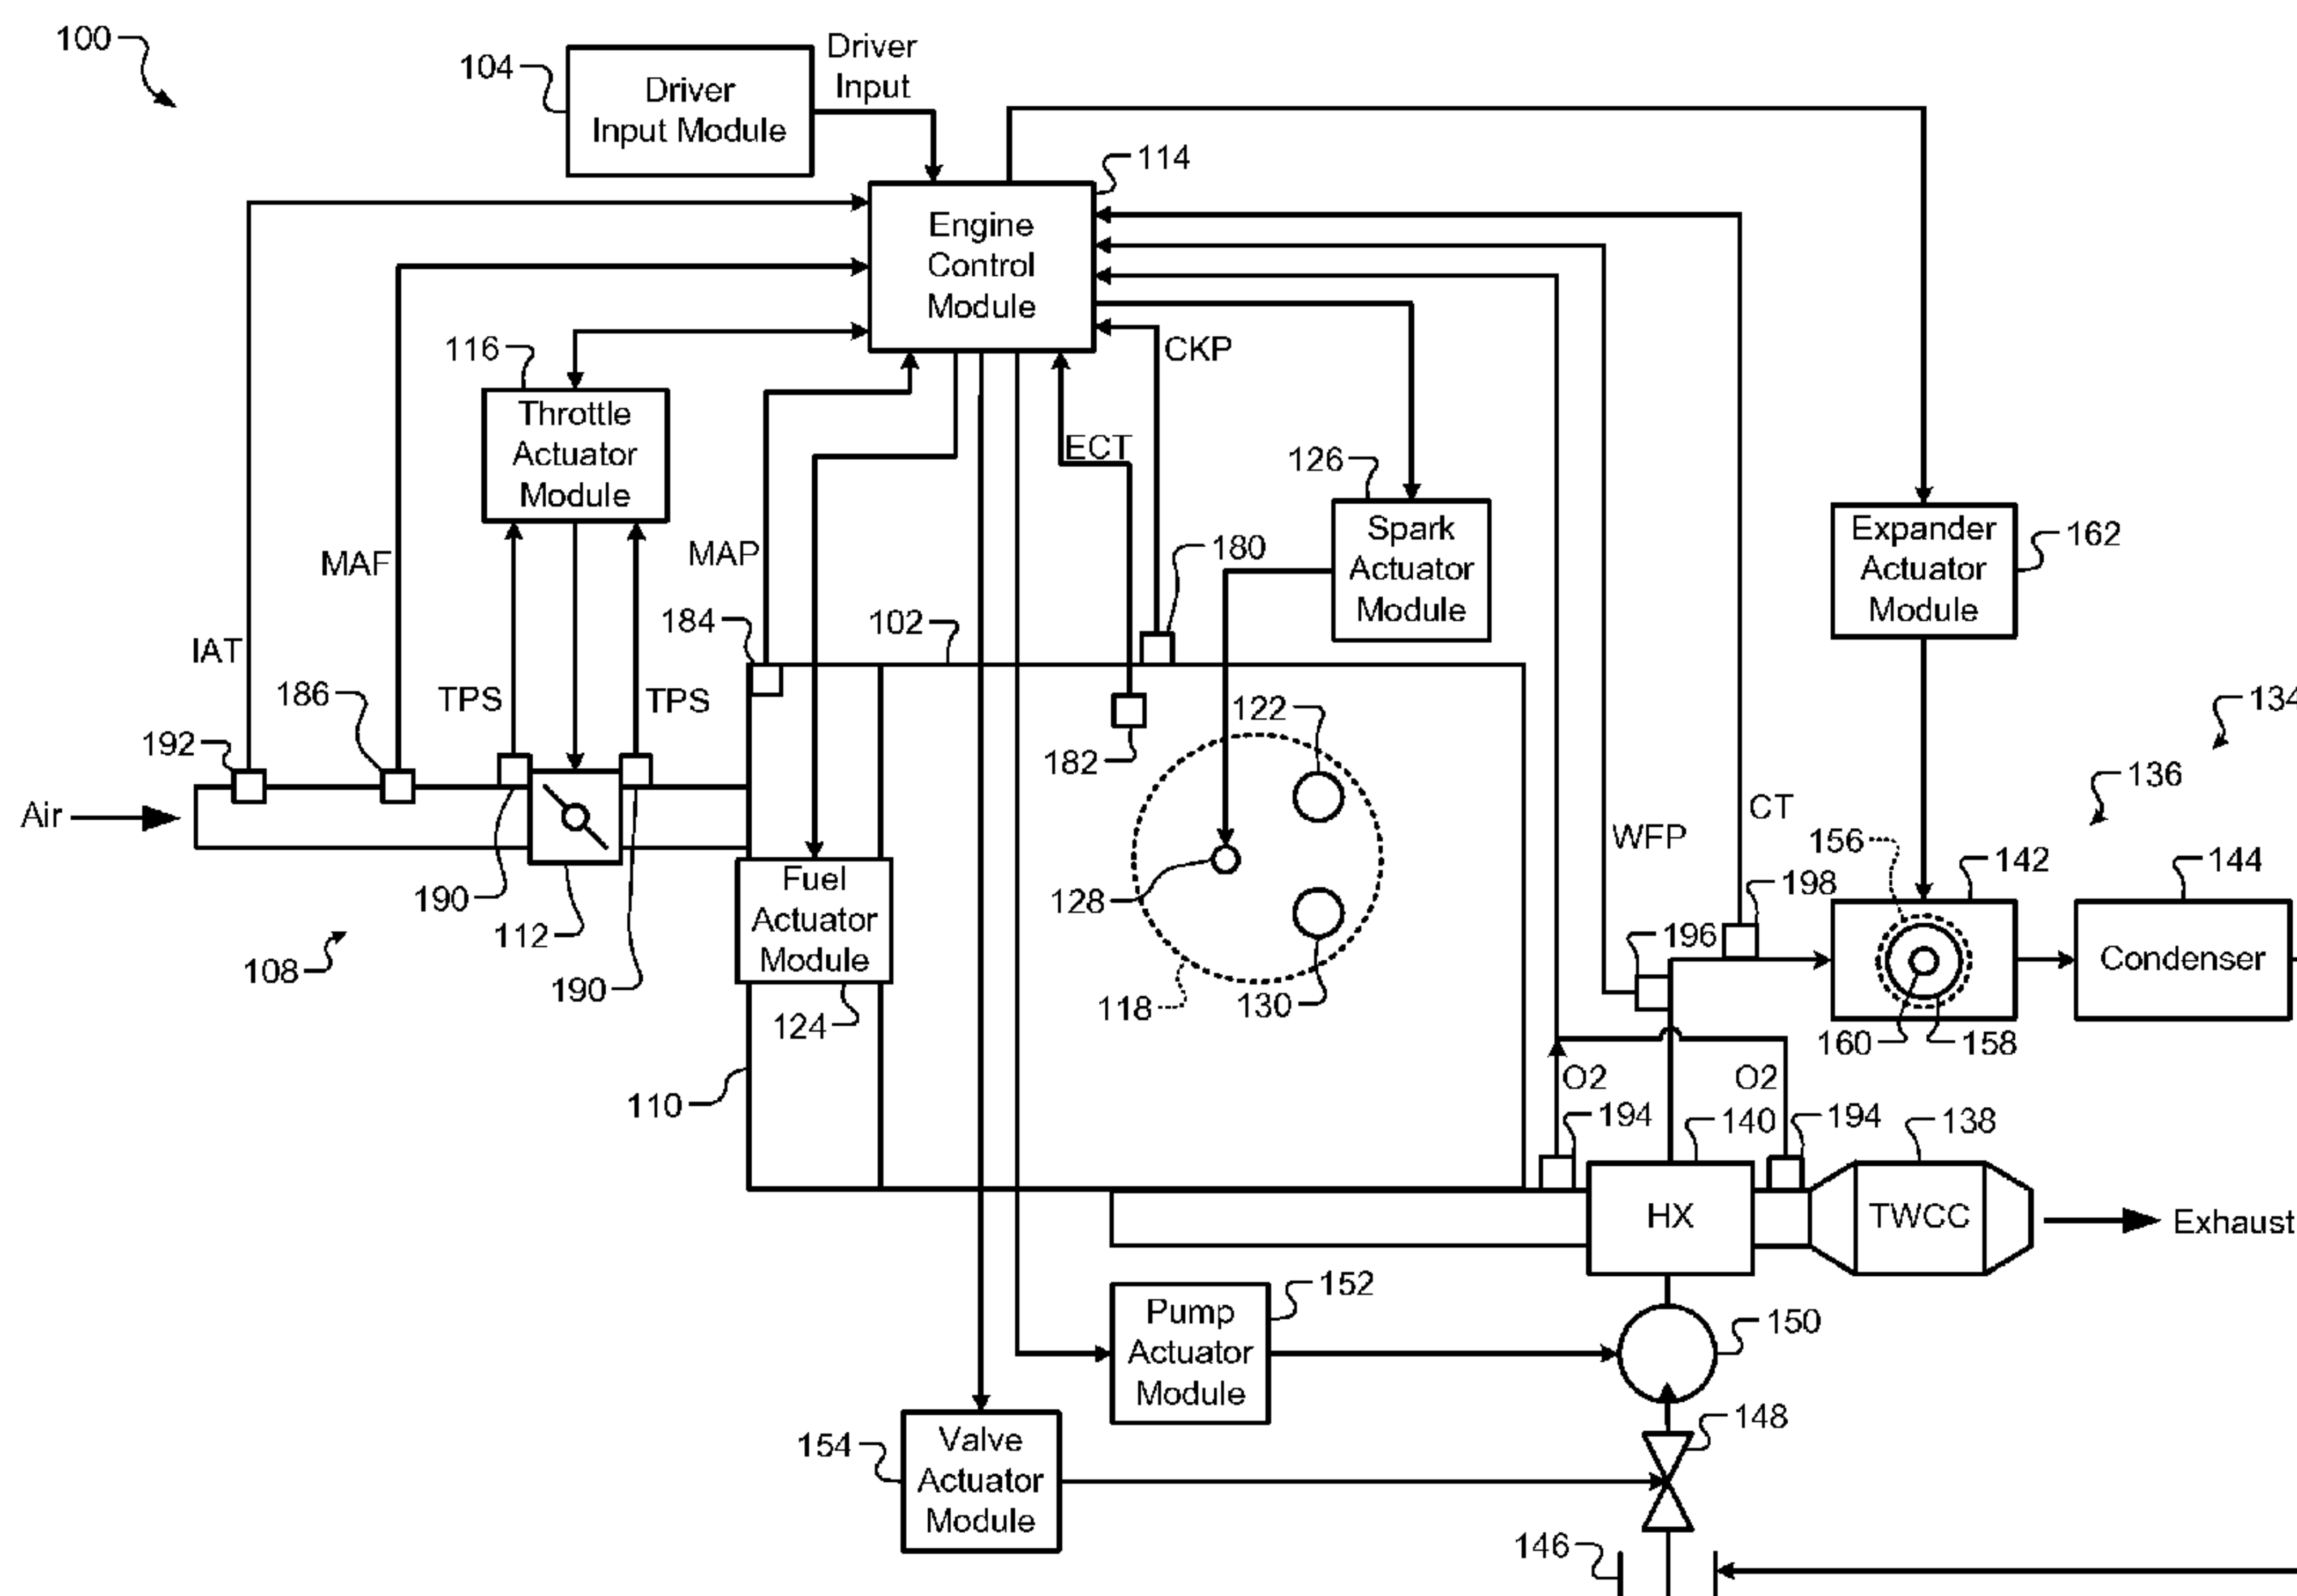 100
104
Driver
Input Module
Driver
Input
114
Engine
Control
Module
116
Throttle
Actuator
Module
CKP
ECT
126
Spark
Actuator
Module
Expander
Actuator
Module
162
MAF
MAP
180
184
102
IAT
186
TPS
TPS
122
134
192
182
136
Air
CT
WFP
156
142
144
190
128
198
Fuel
Actuator
Module
112
196
108
190
118
130
Condenser
124
160
158
110
O2
O2
194
140
194
138
HX
TWCC
Exhaust
152
Pump
Actuator
Module
150
148
154
Valve
Actuator
Module
146